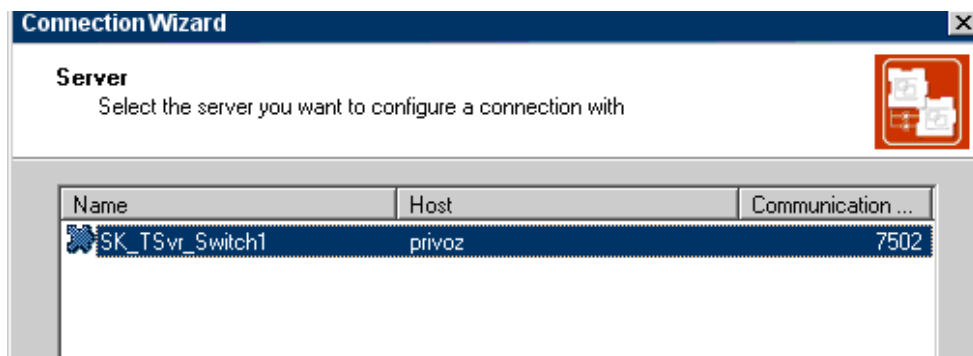 Connection Wizard
Server
Select the server you want to configure a connection with
Name Host Communication ...
SK_TSvr_Switch1 privoz 7502